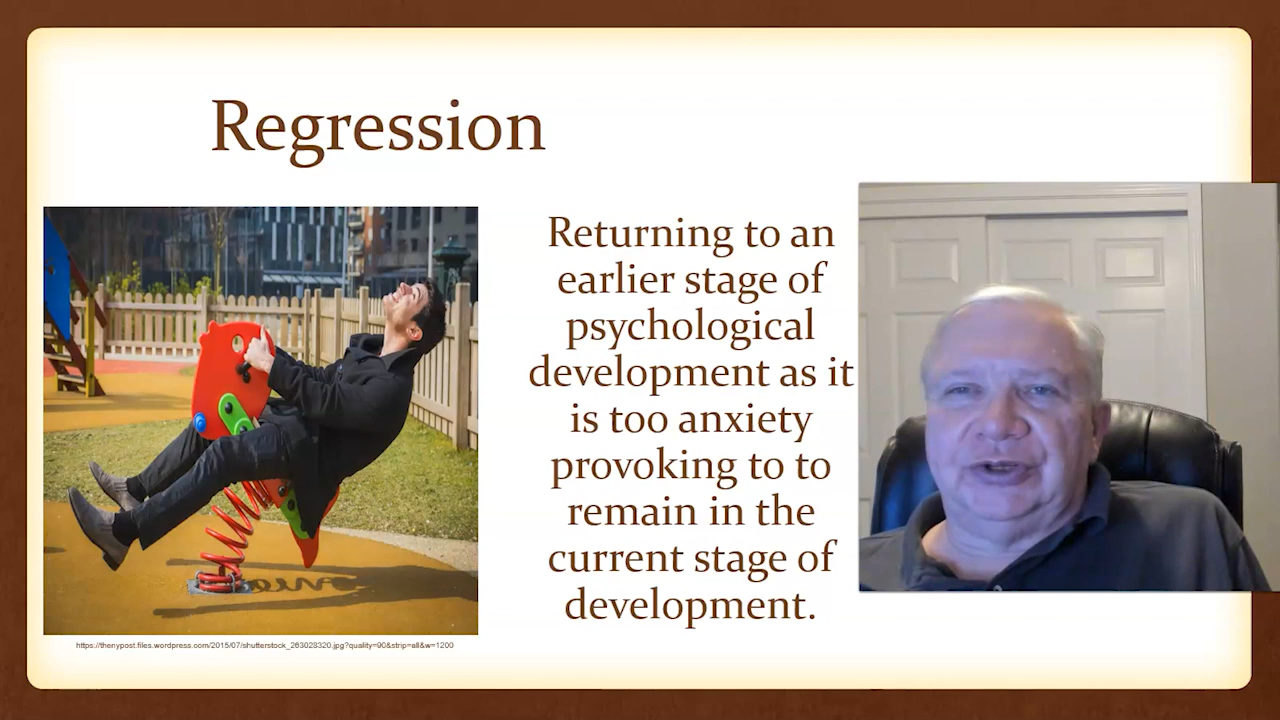 Regression
Returning to an
earlier stage of
psychological
development as it
is too anxiety
provoking to to
remain in the
current stage of
development.
https://thenypost.files.wordpress.com/2015/07/shutterstock_263028320.jpg?quality=90&strip=all&w=1200